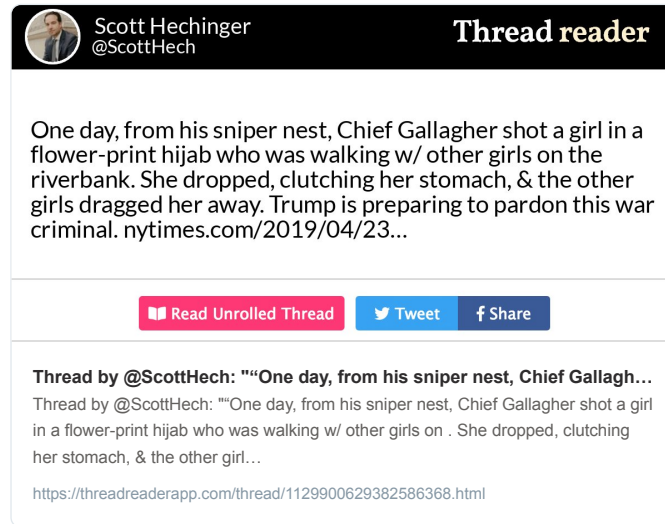 Scott Hechinger
@ScottHech
Thread reader
One day, from his sniper nest, Chief Gallagher shot a girl in a
flower-print hijab who was walking w/ other girls on the
riverbank. She dropped, clutching her stomach, & the other
girls dragged her away. Trump is preparing to pardon this war
criminal. nytimes.com/2019/04/23…
Read Unrolled Thread
Tweet
Share
Thread by @ScottHech: "“One day, from his sniper nest, Chief Gallagh…
Thread by @ScottHech: "“One day, from his sniper nest, Chief Gallagher shot a girl
in a flower-print hijab who was walking w/ other girls on . She dropped, clutching
her stomach, & the other girl…
https://threadreaderapp.com/thread/1129900629382586368.html